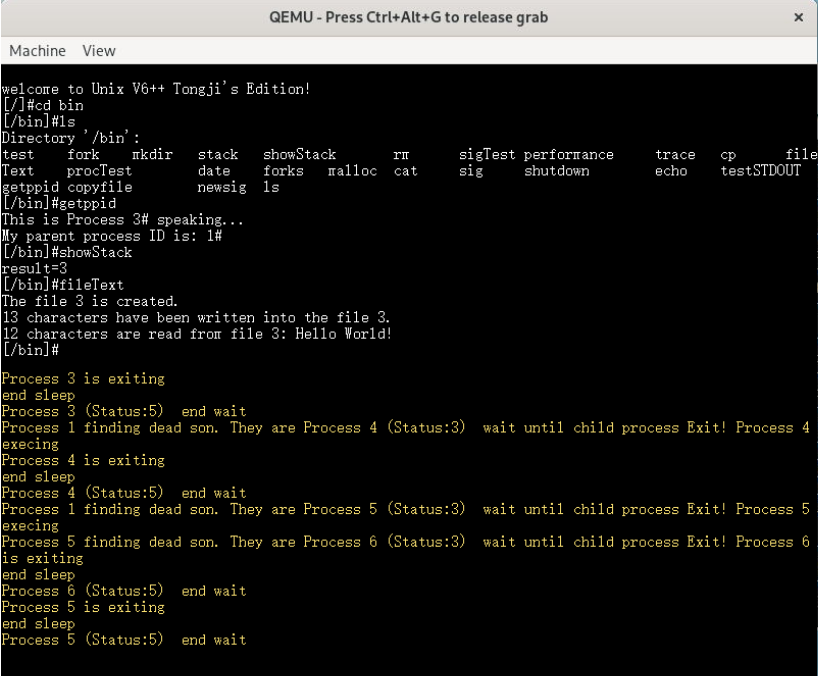 QEMU - Press Ctrl+Alt+G to release grab ×
Machine View
welcome to Unix V6++ Tongji's Edition!
[/]#cd bin
[/bin]#ls
Directory '/bin':
test fork mkdir stack showStack rm sigTest performance trace cp file
Text procTest date forks malloc cat sig shutdown echo testSTDOUT
getppid copyfile newsig ls
[/bin]#getppid
This is Process 3# speaking...
My parent process ID is: 1#
[/bin]#showStack
result=3
[/bin]#fileText
The file 3 is created.
13 characters have been written into the file 3.
12 characters are read from file 3: Hello World!
[/bin]#
Process 3 is exiting
end sleep
Process 3 (Status:5) end wait
Process 1 finding dead son. They are Process 4 (Status:3) wait until child process Exit! Process 4
execing
Process 4 is exiting
end sleep
Process 4 (Status:5) end wait
Process 1 finding dead son. They are Process 5 (Status:3) wait until child process Exit! Process 5
execing
Process 5 finding dead son. They are Process 6 (Status:3) wait until child process Exit! Process 6
is exiting
end sleep
Process 6 (Status:5) end wait
Process 5 is exiting
end sleep
Process 5 (Status:5) end wait